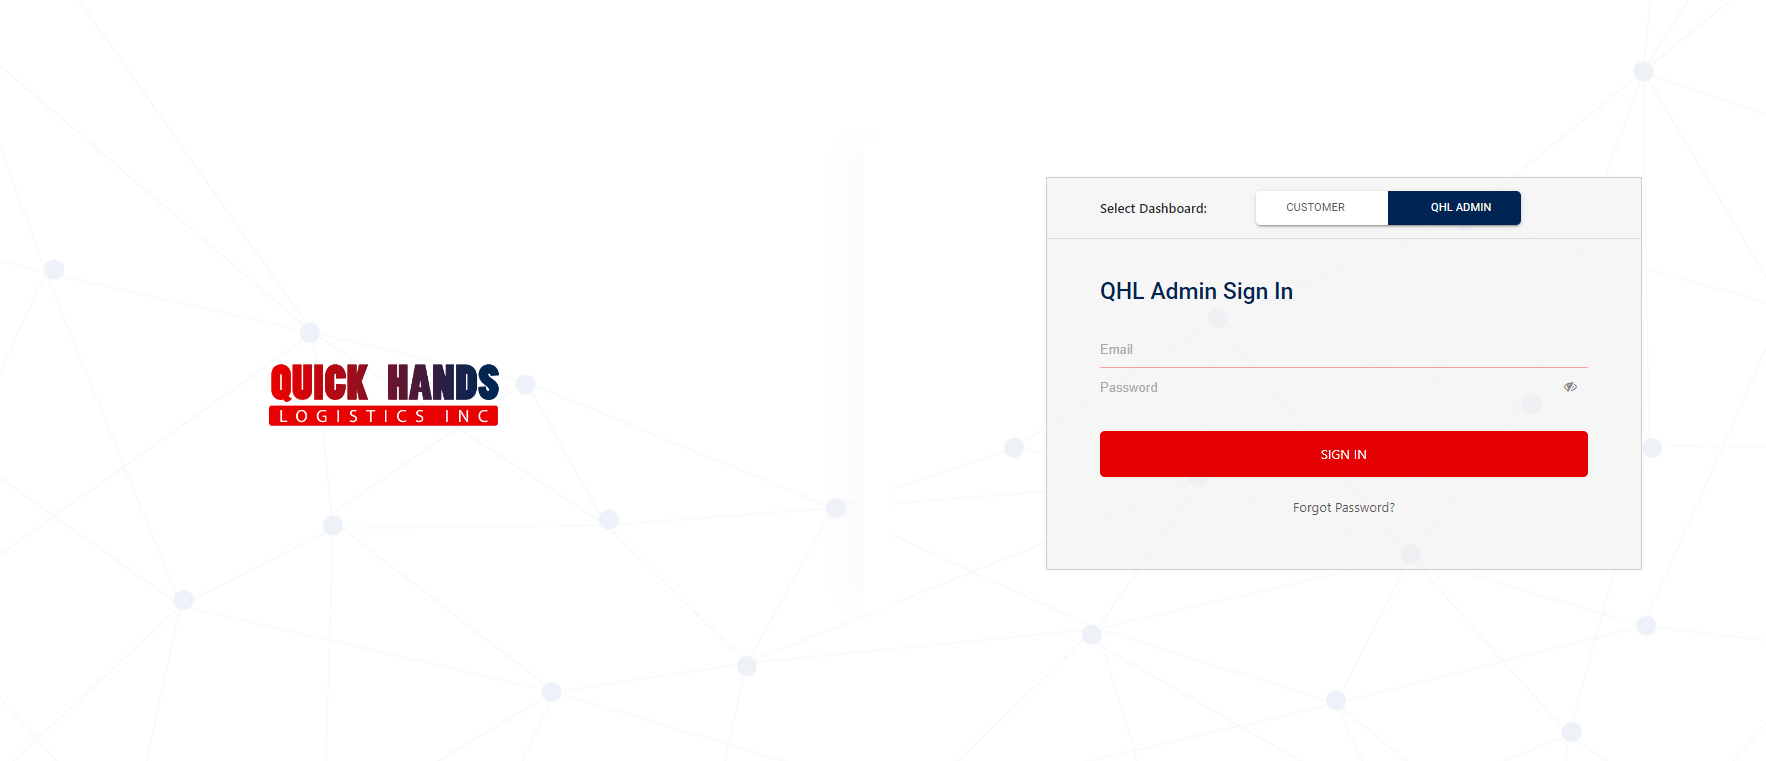 QUICK HANDS
LOGISTICS INC
Select Dashboard:
CUSTOMER
QHL ADMIN
QHL Admin Sign In
Email
Password
SIGN IN
Forgot Password?